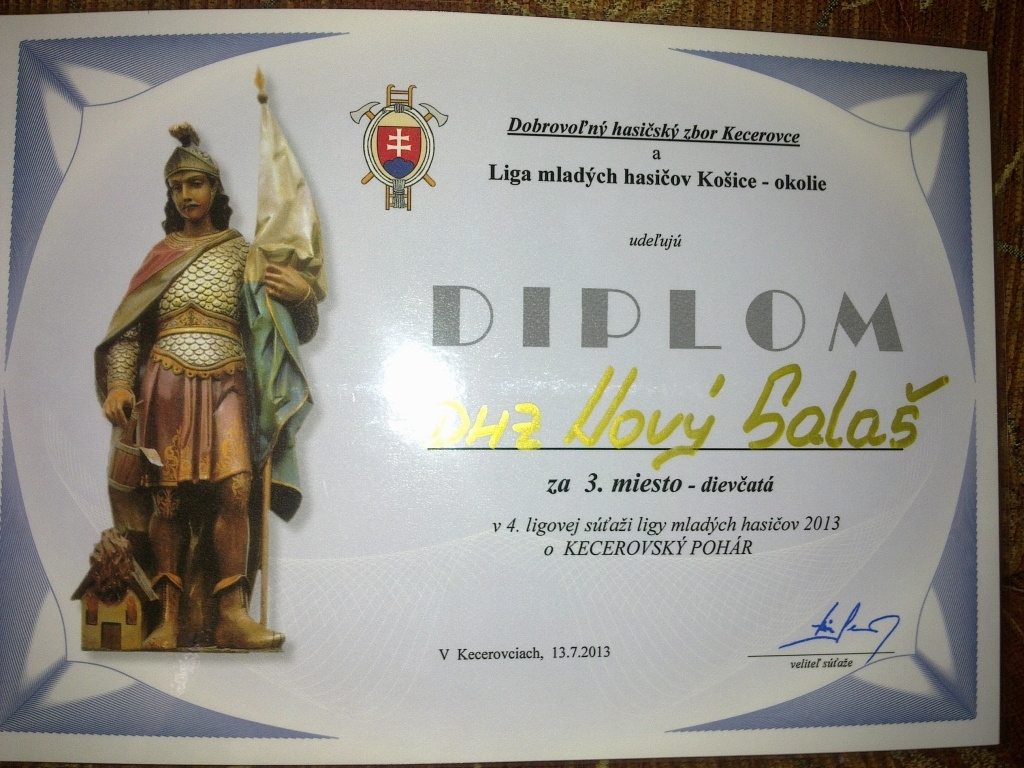 Dobrovoľný hasičský zbor Kecerovce
a
Liga mladých hasičov Košice - okolie
udeľujú
DIPLOM
DHZ Nový Salaš
za 3. miesto - dievčatá
v 4. ligovej súťaži ligy mladých hasičov 2013
o KECEROVSKÝ POHÁR
V Kecerovciach, 13.7.2013
veliteľ súťaže